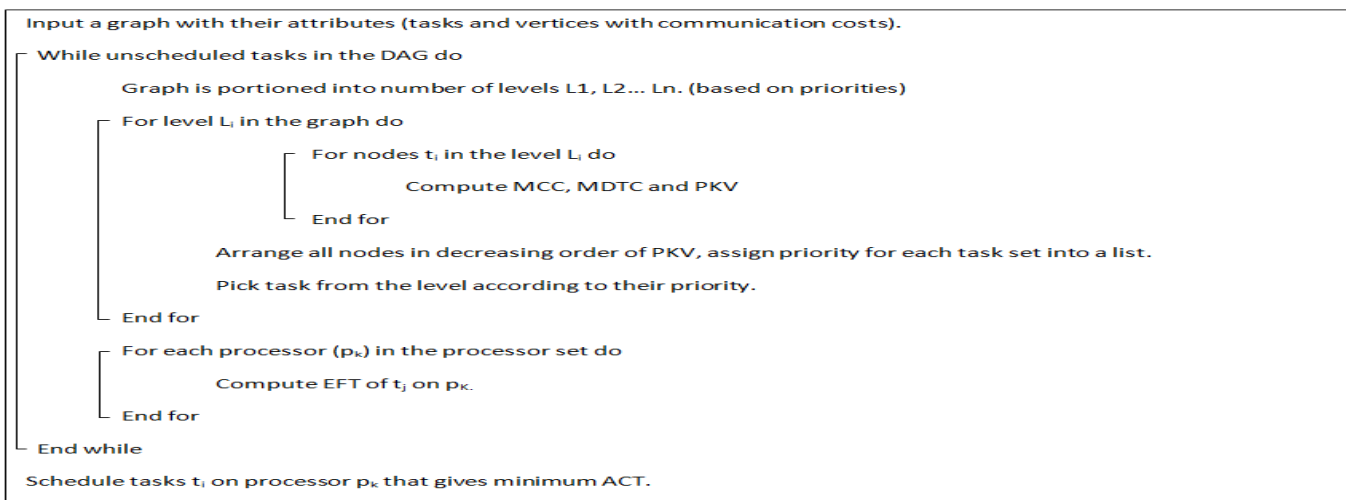 Input a graph with their attributes (tasks and vertices with communication costs).
While unscheduled tasks in the DAG do
Graph is portioned into number of levels L1, L2... Ln. (based on priorities)
For level Lᵢ in the graph do
For nodes tᵢ in the level Lᵢ do
Compute MCC, MDTC and PKV
End for
Arrange all nodes in decreasing order of PKV, assign priority for each task set into a list.
Pick task from the level according to their priority.
End for
For each processor (pₖ) in the processor set do
Compute EFT of tⱼ on pₖ.
End for
End while
Schedule tasks tᵢ on processor pₖ that gives minimum ACT.